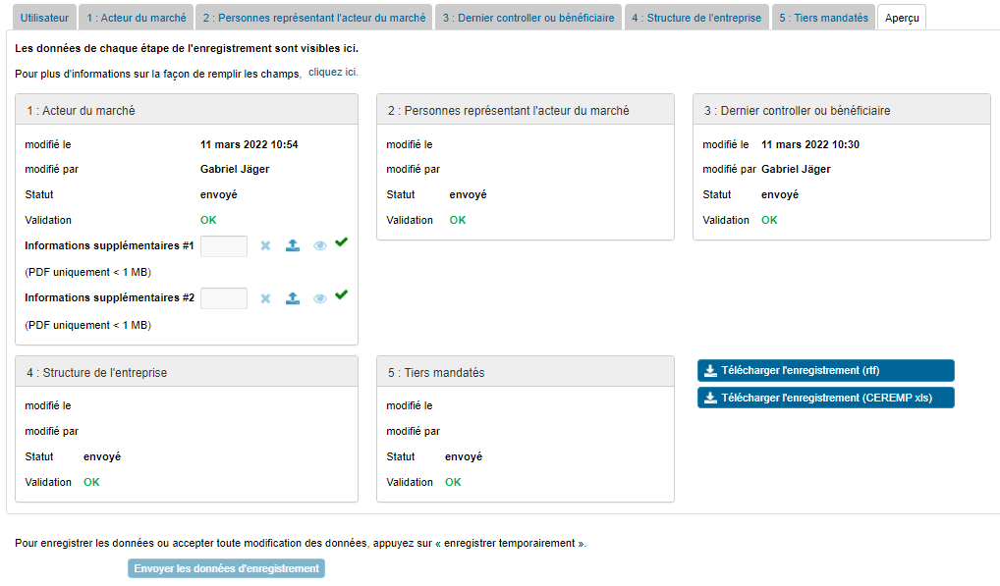 Utilisateur
1 : Acteur du marché
2 : Personnes représentant l'acteur du marché
3 : Dernier controller ou bénéficiaire
4 : Structure de l'entreprise
5 : Tiers mandatés
Aperçu
Les données de chaque étape de l'enregistrement sont visibles ici.
Pour plus d'informations sur la façon de remplir les champs, cliquez ici.
1 : Acteur du marché
modifié le 11 mars 2022 10:54
modifié par Gabriel Jäger
Statut envoyé
Validation OK
Informations supplémentaires #1
(PDF uniquement < 1 MB)
Informations supplémentaires #2
(PDF uniquement < 1 MB)
2 : Personnes représentant l'acteur du marché
modifié le
modifié par
Statut envoyé
Validation OK
3 : Dernier controller ou bénéficiaire
modifié le 11 mars 2022 10:30
modifié par Gabriel Jäger
Statut envoyé
Validation OK
4 : Structure de l'entreprise
modifié le
modifié par
Statut envoyé
Validation OK
5 : Tiers mandatés
modifié le
modifié par
Statut envoyé
Validation OK
Télécharger l'enregistrement (rtf)
Télécharger l'enregistrement (CEREMP xls)
Pour enregistrer les données ou accepter toute modification des données, appuyez sur « enregistrer temporairement ».
Envoyer les données d'enregistrement